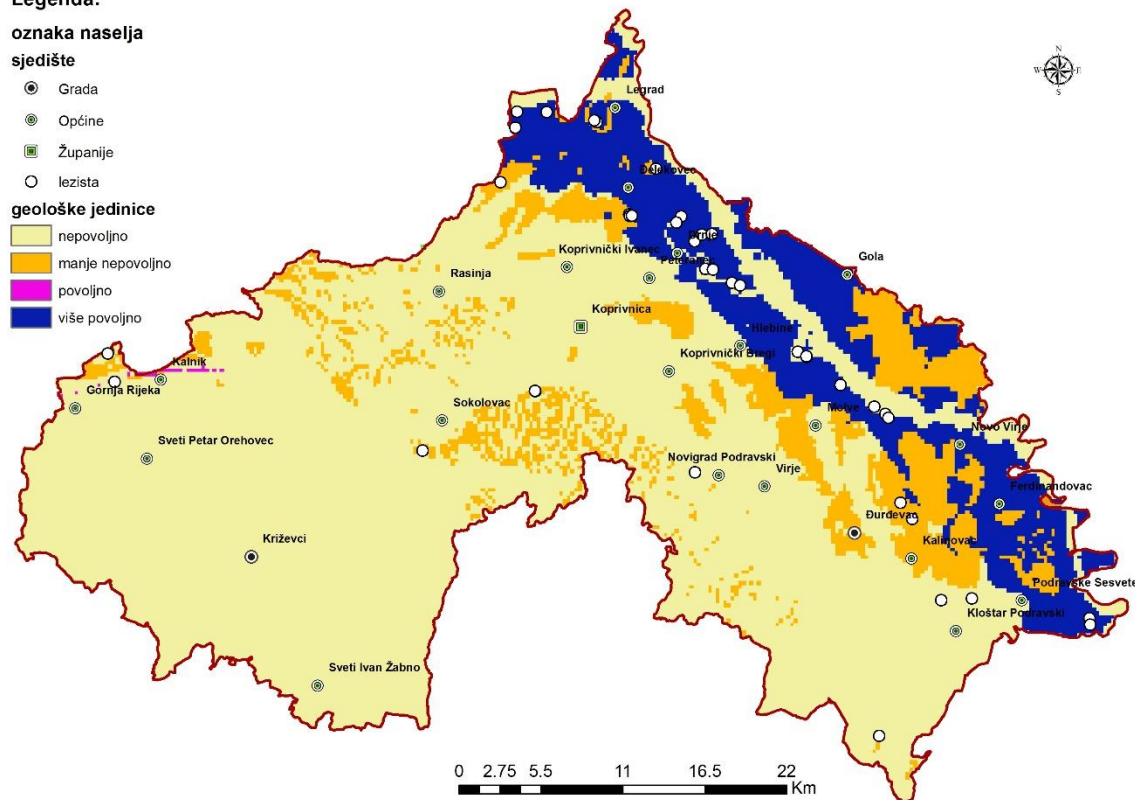 Legenda:
oznaka naselja
sjedište
Grada
Općine
Županije
lezista
geološke jedinice
nepovoljno
manje nepovoljno
povoljno
više povoljno
N
W E
S
Legrad
Đelekovec
Drnje
Koprivnički Ivanec
Peteranec
Gola
Rasinja
Koprivnica
Hlebine
Koprivnički Bregi
Kalnik
Gornja Rijeka
Sokolovac
Molve
Novo Virje
Sveti Petar Orehovec
Novigrad Podravski
Virje
Ferdinandovac
Đurđevac
Križevci
Kalinovac
Podravske Sesvete
Kloštar Podravski
Sveti Ivan Žabno
0 2.75 5.5 11 16.5 22
Km